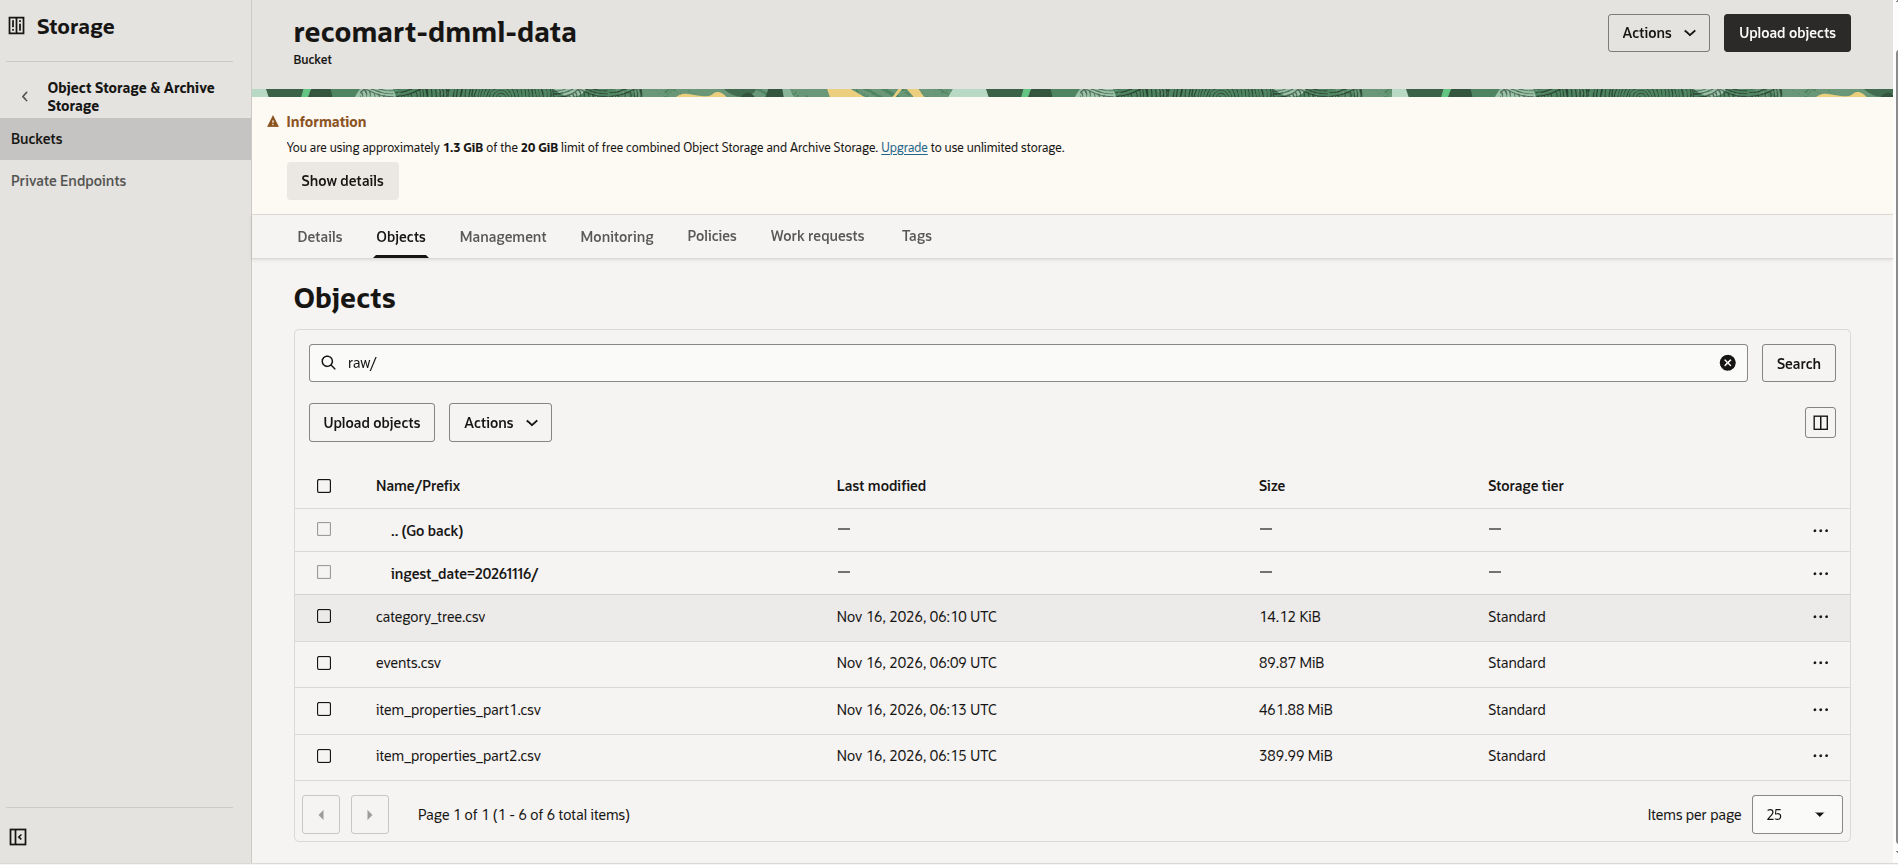 Storage
Object Storage & Archive
Storage
Buckets
Private Endpoints
recomart-dmml-data
Bucket
Actions
Upload objects
Information
You are using approximately 1.3 GiB of the 20 GiB limit of free combined Object Storage and Archive Storage. Upgrade to use unlimited storage.
Show details
Details Objects Management Monitoring Policies Work requests Tags
Objects
raw/
Search
Upload objects Actions
Name/Prefix Last modified Size Storage tier
.. (Go back) — — — ...
ingest_date=20261116/ — — — ...
category_tree.csv Nov 16, 2026, 06:10 UTC 14.12 KiB Standard ...
events.csv Nov 16, 2026, 06:09 UTC 89.87 MiB Standard ...
item_properties_part1.csv Nov 16, 2026, 06:13 UTC 461.88 MiB Standard ...
item_properties_part2.csv Nov 16, 2026, 06:15 UTC 389.99 MiB Standard ...
Page 1 of 1 (1 - 6 of 6 total items) Items per page 25